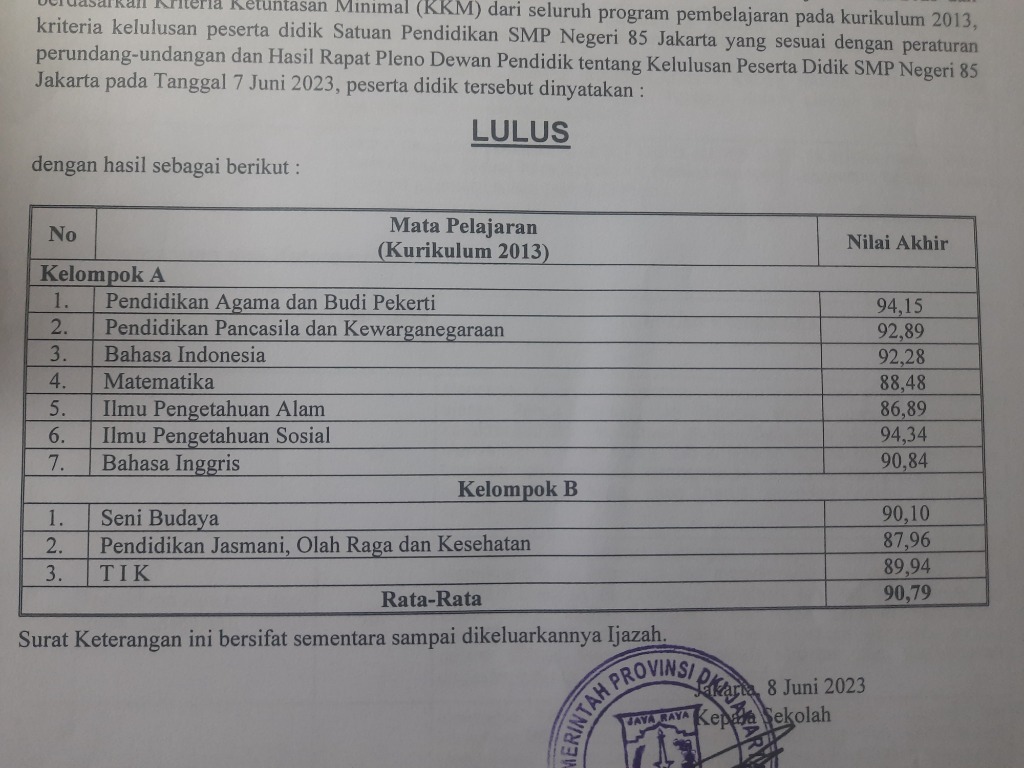 berdasarkan Kriteria Ketuntasan Minimal (KKM) dari seluruh program pembelajaran pada kurikulum 2013,
kriteria kelulusan peserta didik Satuan Pendidikan SMP Negeri 85 Jakarta yang sesuai dengan peraturan
perundang-undangan dan Hasil Rapat Pleno Dewan Pendidik tentang Kelulusan Peserta Didik SMP Negeri 85
Jakarta pada Tanggal 7 Juni 2023, peserta didik tersebut dinyatakan :
LULUS
dengan hasil sebagai berikut :
No Mata Pelajaran (Kurikulum 2013) Nilai Akhir
Kelompok A
1. Pendidikan Agama dan Budi Pekerti 94,15
2. Pendidikan Pancasila dan Kewarganegaraan 92,89
3. Bahasa Indonesia 92,28
4. Matematika 88,48
5. Ilmu Pengetahuan Alam 86,89
6. Ilmu Pengetahuan Sosial 94,34
7. Bahasa Inggris 90,84
Kelompok B
1. Seni Budaya 90,10
2. Pendidikan Jasmani, Olah Raga dan Kesehatan 87,96
3. T I K 89,94
Rata-Rata 90,79
Surat Keterangan ini bersifat sementara sampai dikeluarkannya Ijazah.
Jakarta, 8 Juni 2023
Kepala Sekolah
MERINTAH PROVINSI DKI JAKAR
JAYA RAYA